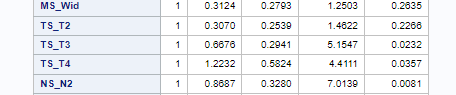 MS_Wid 1 0.3124 0.2793 1.2503 0.2635
TS_T2 1 0.3070 0.2539 1.4622 0.2266
TS_T3 1 0.6676 0.2941 5.1547 0.0232
TS_T4 1 1.2232 0.5824 4.4111 0.0357
NS_N2 1 0.8687 0.3280 7.0139 0.0081